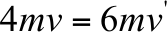 4mv = 6mv'